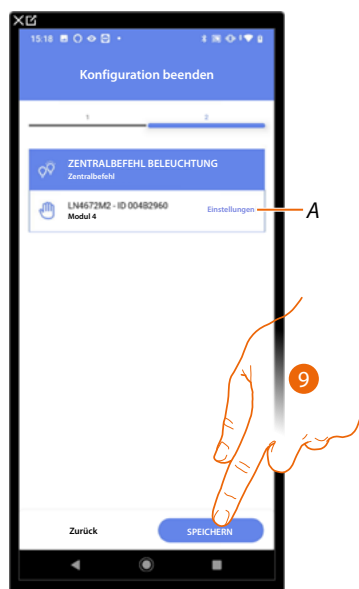 15:18
Konfiguration beenden
1 2
ZENTRALBEFEHL BELEUCHTUNG
Zentralbefehl
LN4672M2 - ID 00482960
Modul 4
Einstellungen
A
9
Zurück
SPEICHERN